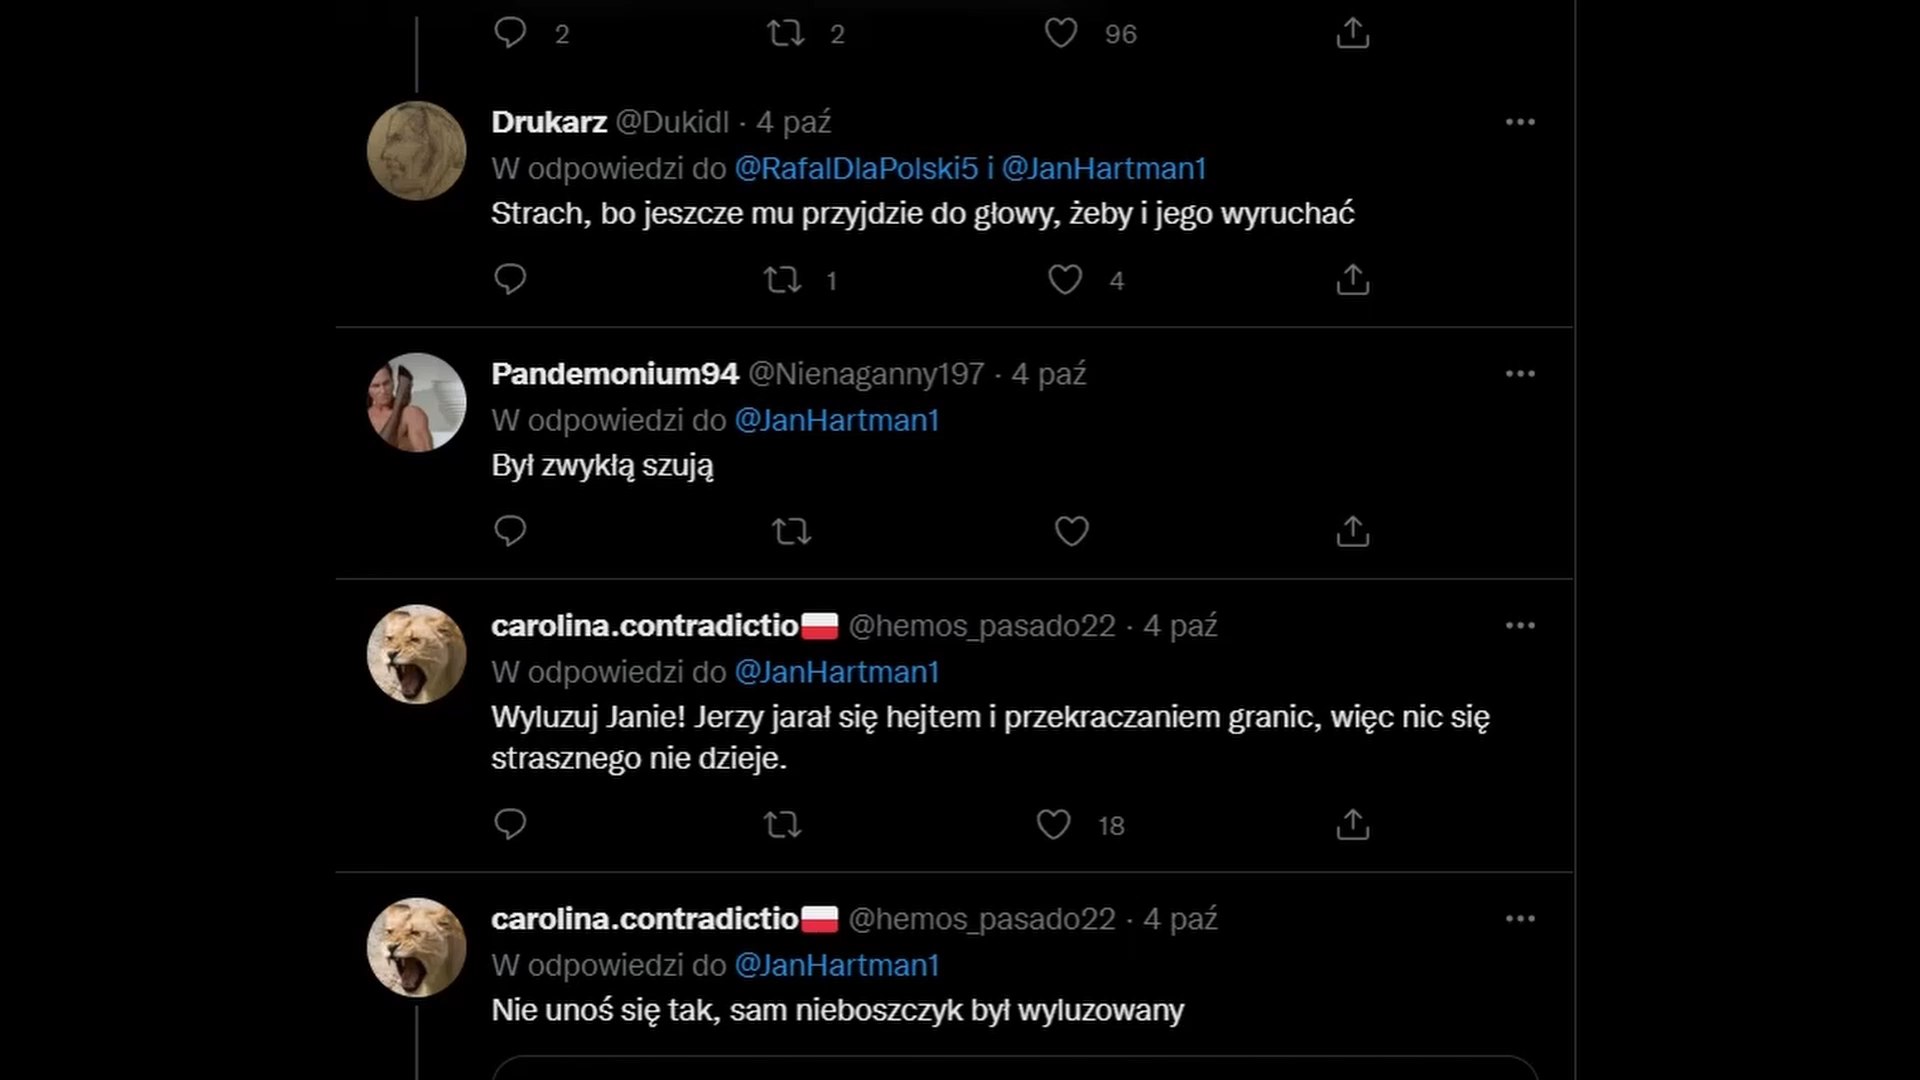 2 2 96
Drukarz @Dukidl · 4 paź
W odpowiedzi do @RafalDlaPolski5 i @JanHartman1
Strach, bo jeszcze mu przyjdzie do głowy, żeby i jego wyruchać
1 4
Pandemonium94 @Nienaganny197 · 4 paź
W odpowiedzi do @JanHartman1
Był zwykłą szują
carolina.contradictio🇵🇱 @hemos_pasado22 · 4 paź
W odpowiedzi do @JanHartman1
Wyluzuj Janie! Jerzy jarał się hejtem i przekraczaniem granic, więc nic się
strasznego nie dzieje.
18
carolina.contradictio🇵🇱 @hemos_pasado22 · 4 paź
W odpowiedzi do @JanHartman1
Nie unoś się tak, sam nieboszczyk był wyluzowany